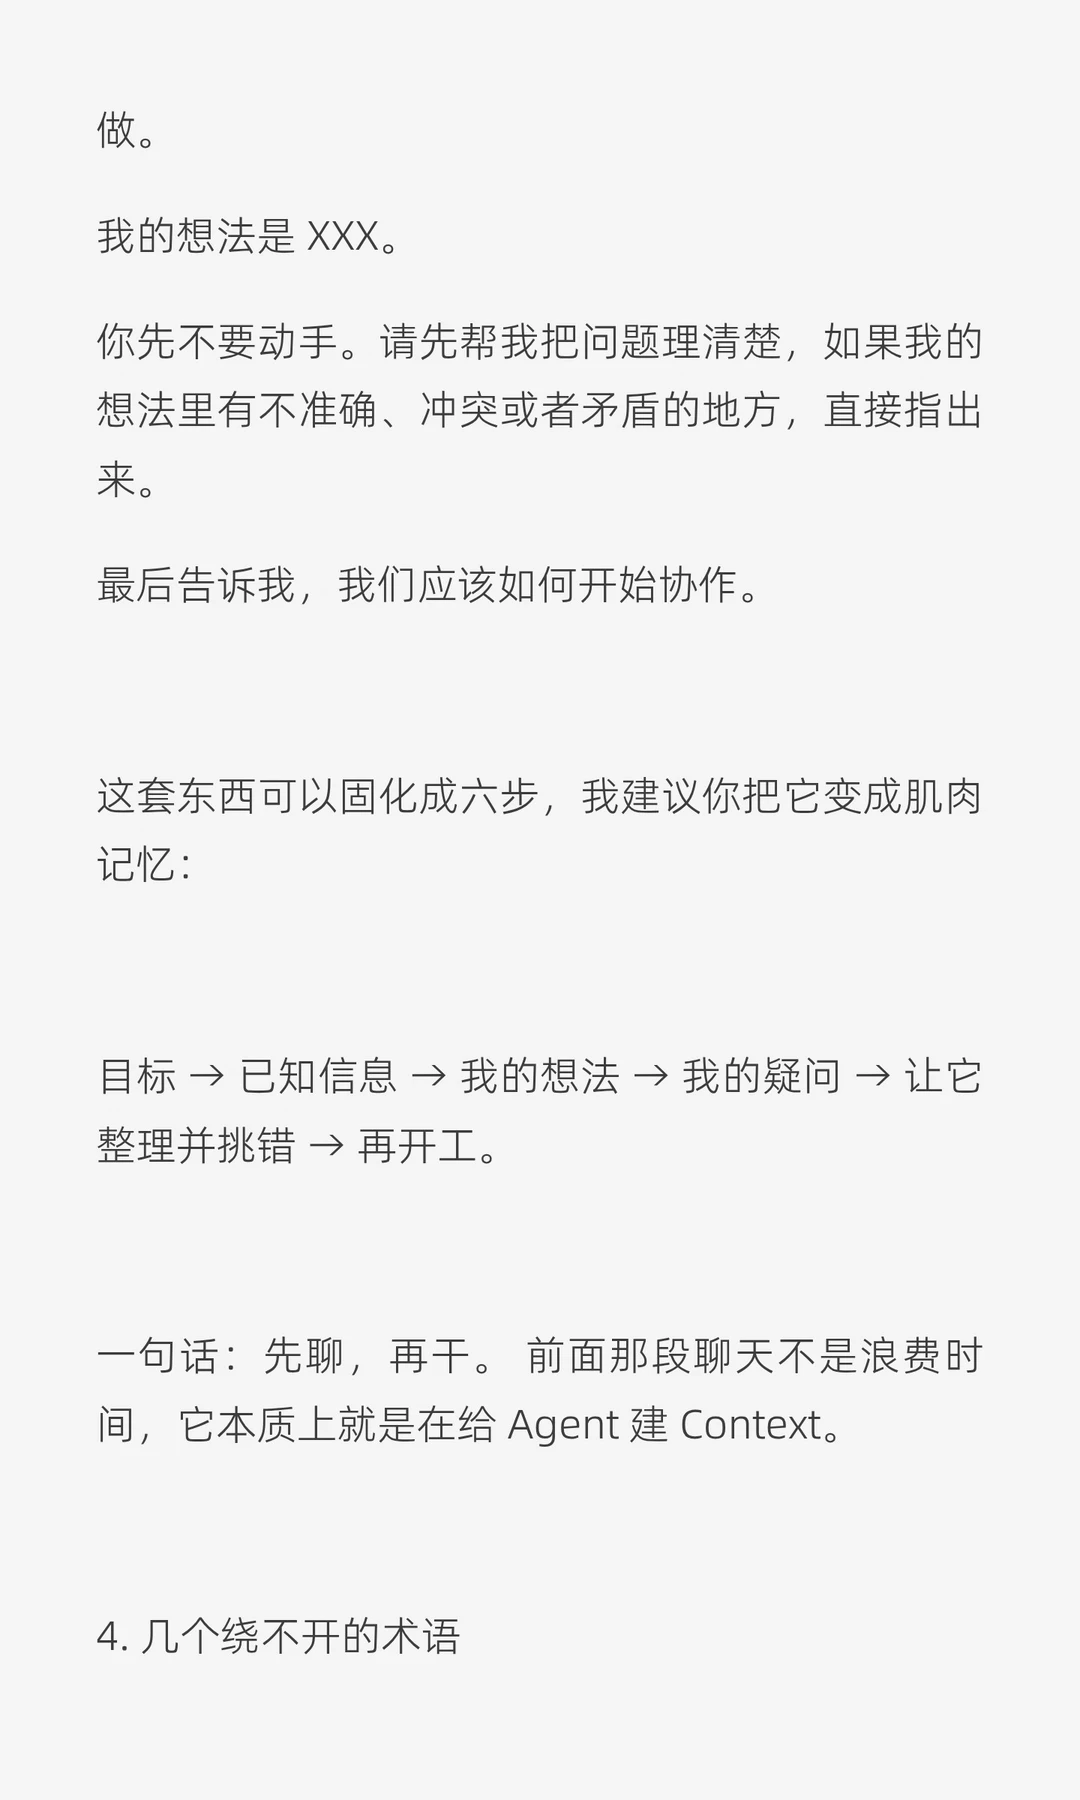 做。
我的想法是 XXX。
你先不要动手。请先帮我把问题理清楚，如果我的
想法里有不准确、冲突或者矛盾的地方，直接指出
来。
最后告诉我，我们应该如何开始协作。
这套东西可以固化成六步，我建议你把它变成肌肉
记忆：
目标 → 已知信息 → 我的想法 → 我的疑问 → 让它
整理并挑错 → 再开工。
一句话：先聊，再干。 前面那段聊天不是浪费时
间，它本质上就是在给 Agent 建 Context。
4. 几个绕不开的术语